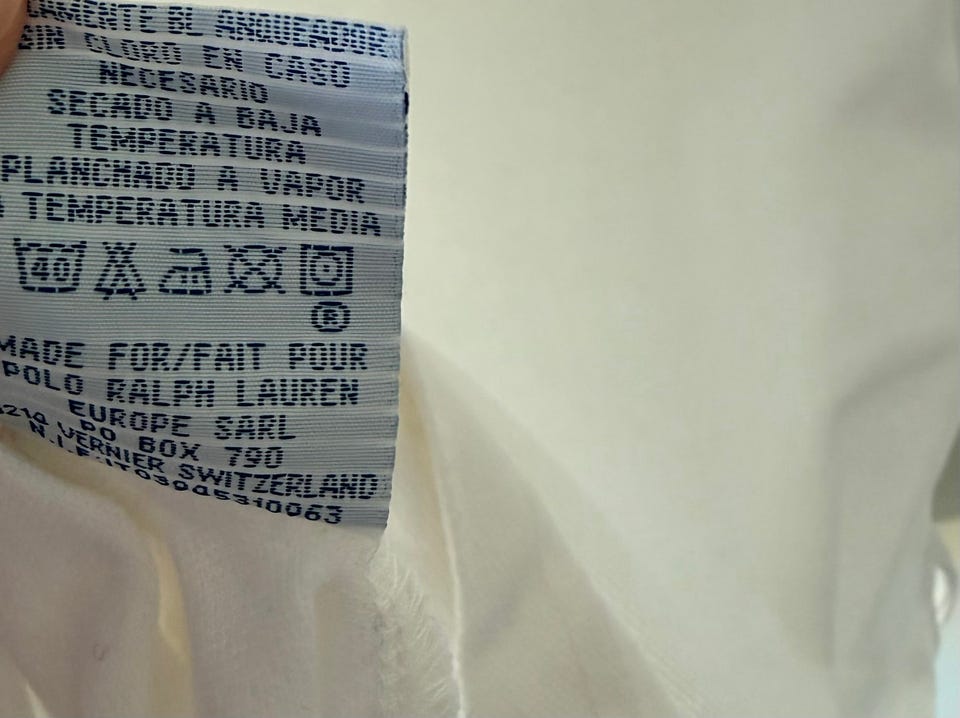 BLANQUEADOR
SIN CLORO EN CASO
NECESARIO
SECADO A BAJA
TEMPERATURA
PLANCHADO A VAPOR
A TEMPERATURA MEDIA
40
®
MADE FOR/FAIT POUR
POLO RALPH LAUREN
EUROPE SARL
PO BOX 790
VERNIER SWITZERLAND